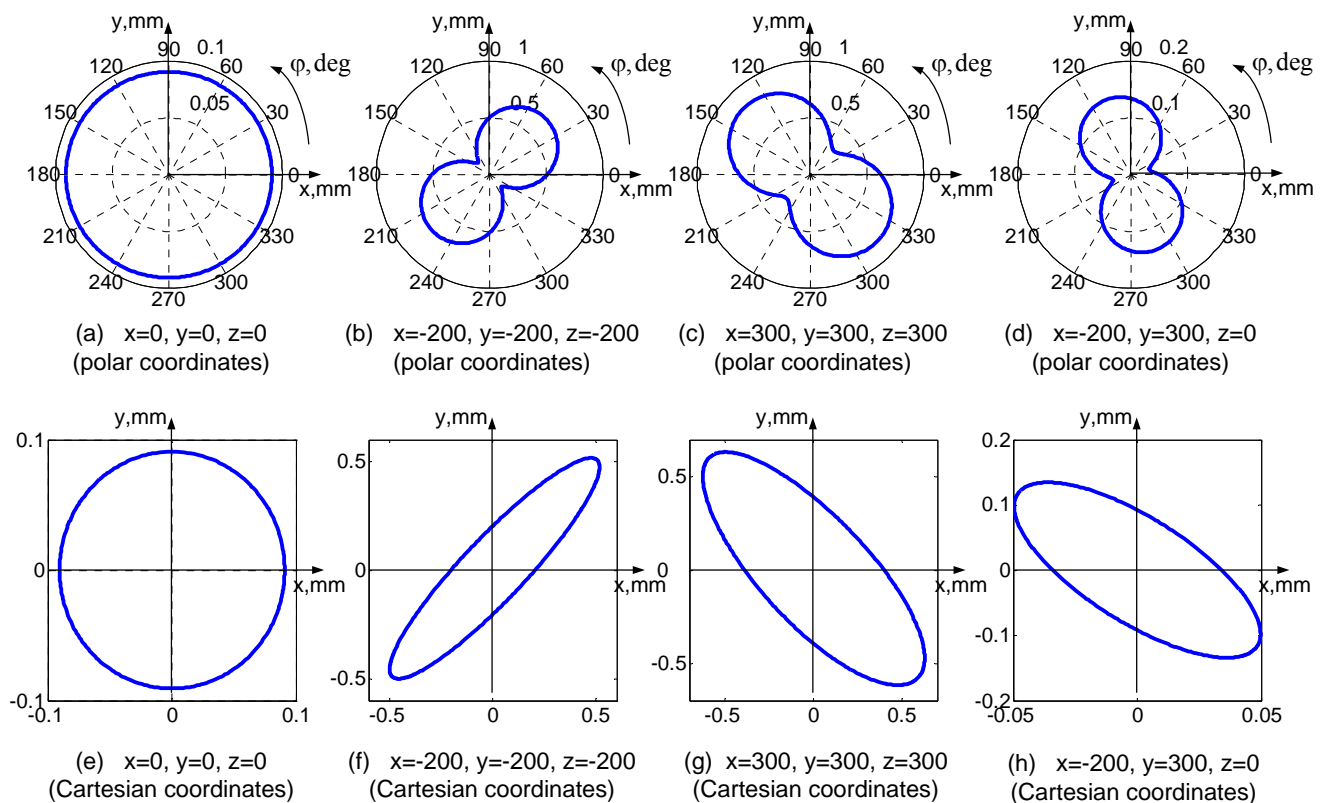 y,mm
0.1
90
60
120
φ, deg
0.05
30
150
180
0
x,mm
210
330
240
300
270
(a) x=0, y=0, z=0
(polar coordinates)
y,mm
1
90
60
120
φ, deg
0.5
30
150
180
0
x,mm
210
330
240
300
270
(b) x=-200, y=-200, z=-200
(polar coordinates)
y,mm
1
90
60
120
φ, deg
0.5
30
150
180
0
x,mm
210
330
240
300
270
(c) x=300, y=300, z=300
(polar coordinates)
y,mm
0.2
90
60
120
φ, deg
0.1
30
150
180
0
x,mm
210
330
240
300
270
(d) x=-200, y=300, z=0
(polar coordinates)
y,mm
0.1
0
x,mm
-0.1
-0.1
0
0.1
(e) x=0, y=0, z=0
(Cartesian coordinates)
y,mm
0.5
0
x,mm
-0.5
-0.5
0
0.5
(f) x=-200, y=-200, z=-200
(Cartesian coordinates)
y,mm
0.5
0
x,mm
-0.5
-0.5
0
0.5
(g) x=300, y=300, z=300
(Cartesian coordinates)
y,mm
0.2
0.1
0
x,mm
-0.1
-0.2
-0.05
0
0.05
(h) x=-200, y=300, z=0
(Cartesian coordinates)